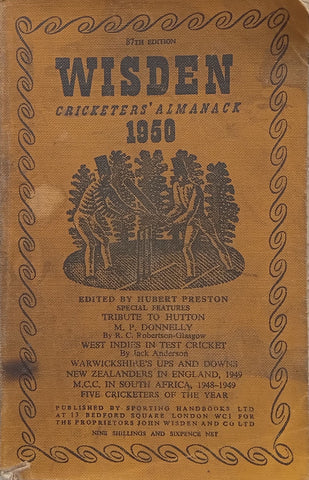 87TH EDITION
WISDEN
CRICKETERS' ALMANACK
1950
EDITED BY HUBERT PRESTON
SPECIAL FEATURES
TRIBUTE TO HUTTON
M. P. DONNELLY
By R. C. Robertson-Glasgow
WEST INDIES IN TEST CRICKET
By Jack Anderson
WARWICKSHIRE'S UPS AND DOWNS
NEW ZEALANDERS IN ENGLAND, 1949
M.C.C. IN SOUTH AFRICA, 1948-1949
FIVE CRICKETERS OF THE YEAR
PUBLISHED BY SPORTING HANDBOOKS LTD
AT 13 BEDFORD SQUARE LONDON WC1 FOR
THE PROPRIETORS JOHN WISDEN AND CO LTD
NINE SHILLINGS AND SIXPENCE NET